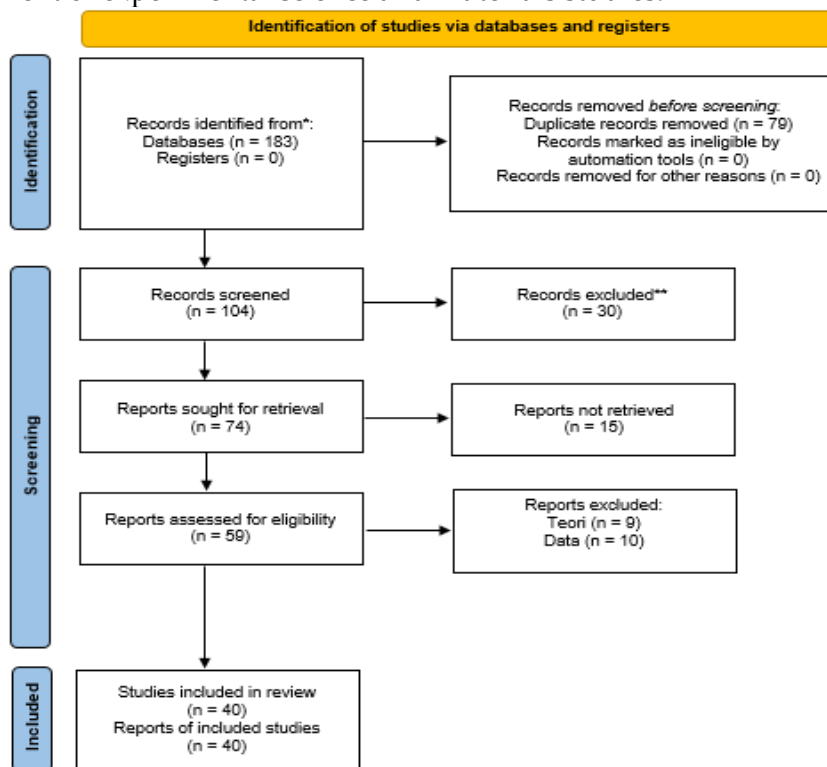 Identification of studies via databases and registers
Identification
Records identified from*:
Databases (n = 183)
Registers (n = 0)
Records removed before screening:
Duplicate records removed (n = 79)
Records marked as ineligible by
automation tools (n = 0)
Records removed for other reasons (n = 0)
Screening
Records screened
(n = 104)
Records excluded**
(n = 30)
Reports sought for retrieval
(n = 74)
Reports not retrieved
(n = 15)
Reports assessed for eligibility
(n = 59)
Reports excluded:
Teori (n = 9)
Data (n = 10)
Included
Studies included in review
(n = 40)
Reports of included studies
(n = 40)